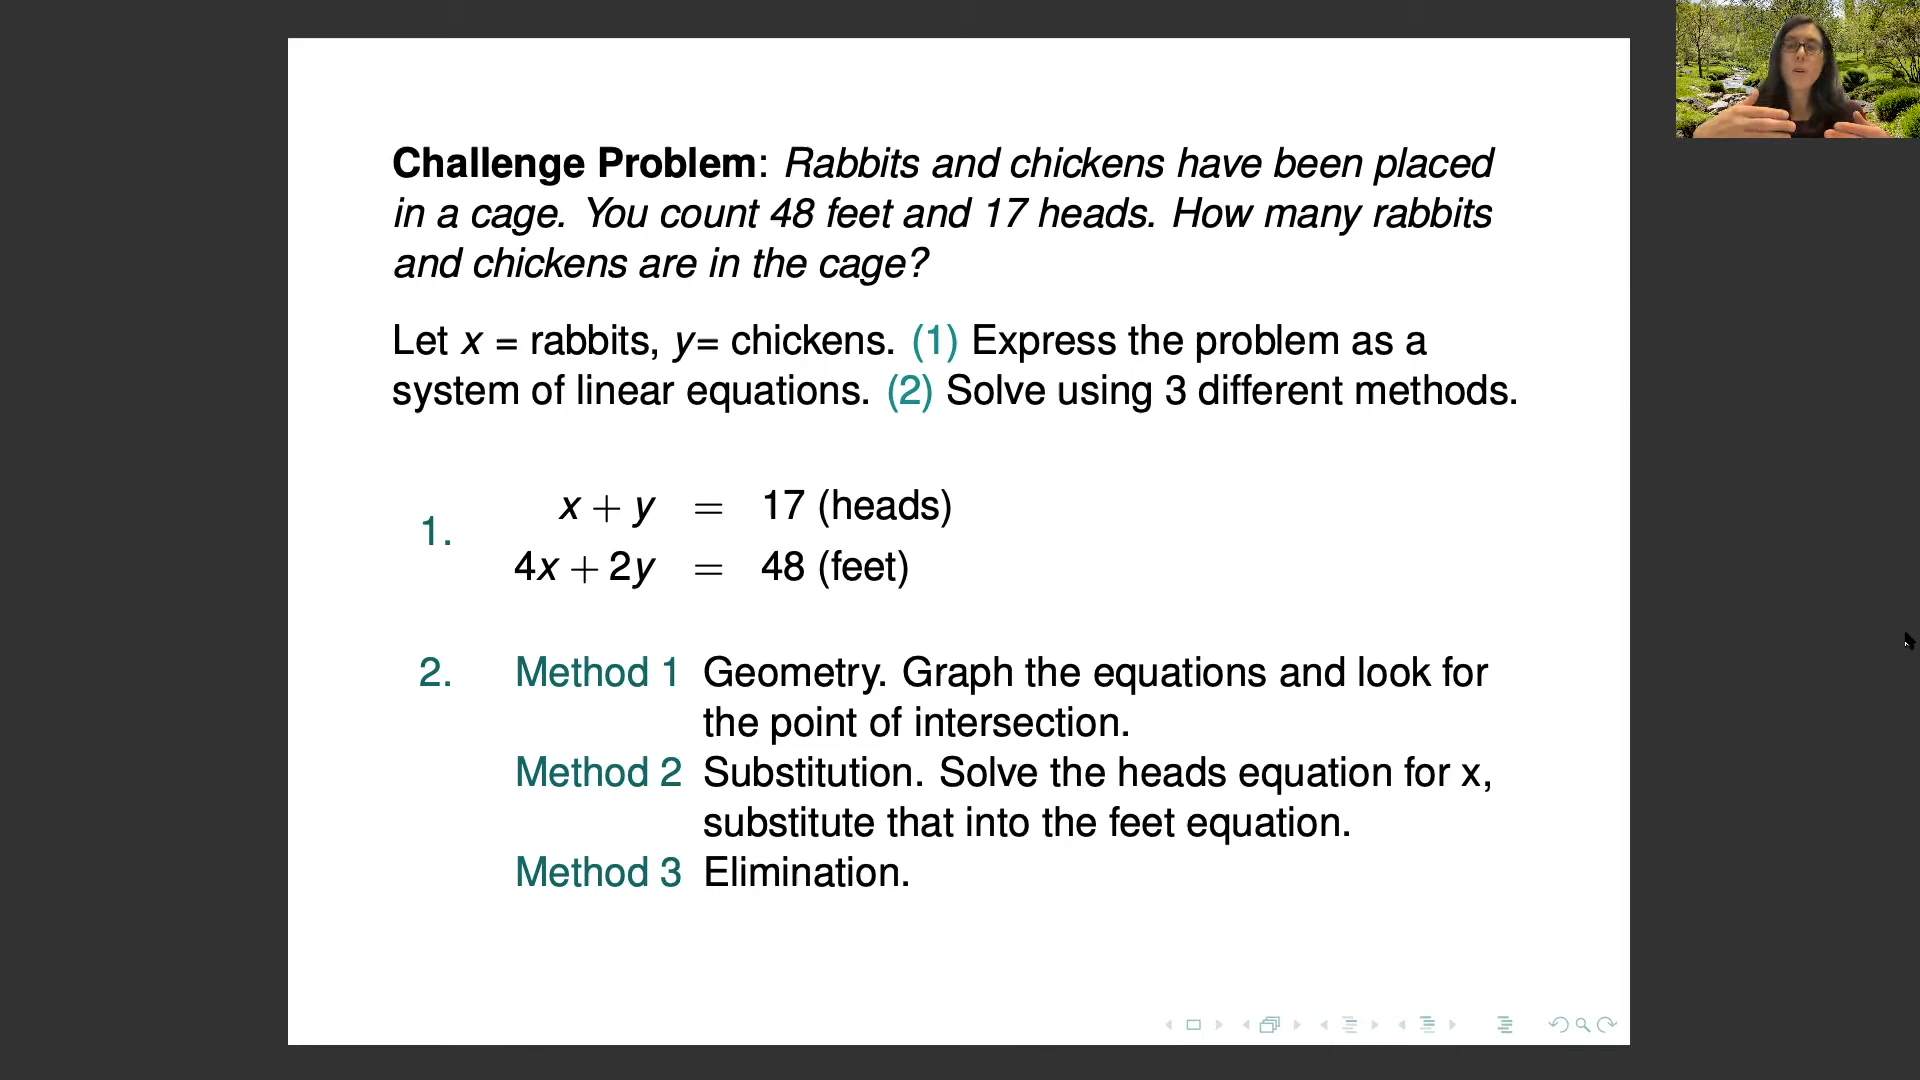 Challenge Problem: Rabbits and chickens have been placed
in a cage. You count 48 feet and 17 heads. How many rabbits
and chickens are in the cage?
Let x = rabbits, y= chickens. (1) Express the problem as a
system of linear equations. (2) Solve using 3 different methods.
1.
x + y = 17 (heads)
4x + 2y = 48 (feet)
2. Method 1 Geometry. Graph the equations and look for
the point of intersection.
Method 2 Substitution. Solve the heads equation for x,
substitute that into the feet equation.
Method 3 Elimination.